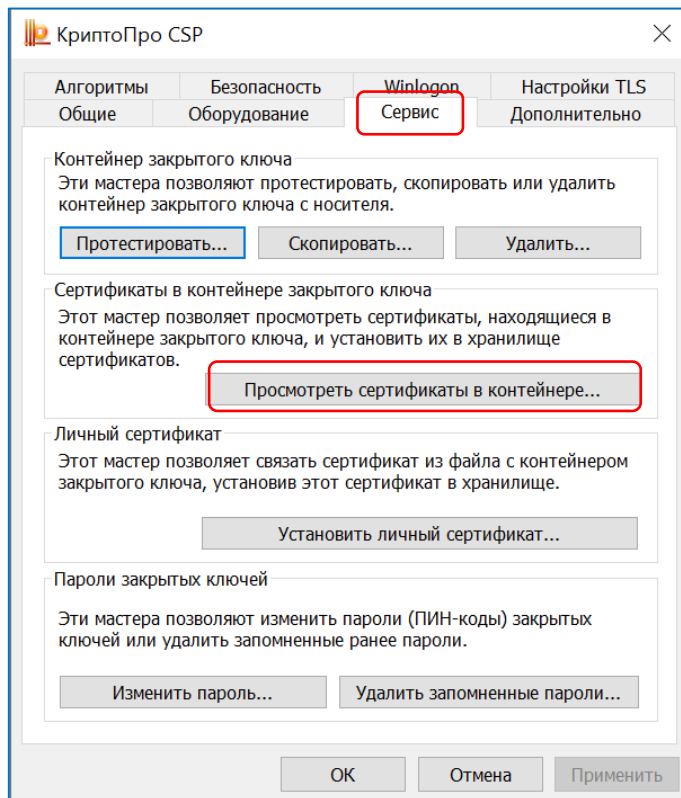 КриптоПро CSP
Алгоритмы Безопасность Winlogon Настройки TLS
Общие Оборудование Сервис Дополнительно
Контейнер закрытого ключа
Эти мастера позволяют протестировать, скопировать или удалить
контейнер закрытого ключа с носителя.
Протестировать... Скопировать... Удалить...
Сертификаты в контейнере закрытого ключа
Этот мастер позволяет просмотреть сертификаты, находящиеся в
контейнере закрытого ключа, и установить их в хранилище
сертификатов.
Просмотреть сертификаты в контейнере...
Личный сертификат
Этот мастер позволяет связать сертификат из файла с контейнером
закрытого ключа, установив этот сертификат в хранилище.
Установить личный сертификат...
Пароли закрытых ключей
Эти мастера позволяют изменить пароли (ПИН-коды) закрытых
ключей или удалить запомненные ранее пароли.
Изменить пароль... Удалить запомненные пароли...
ОК Отмена Применить